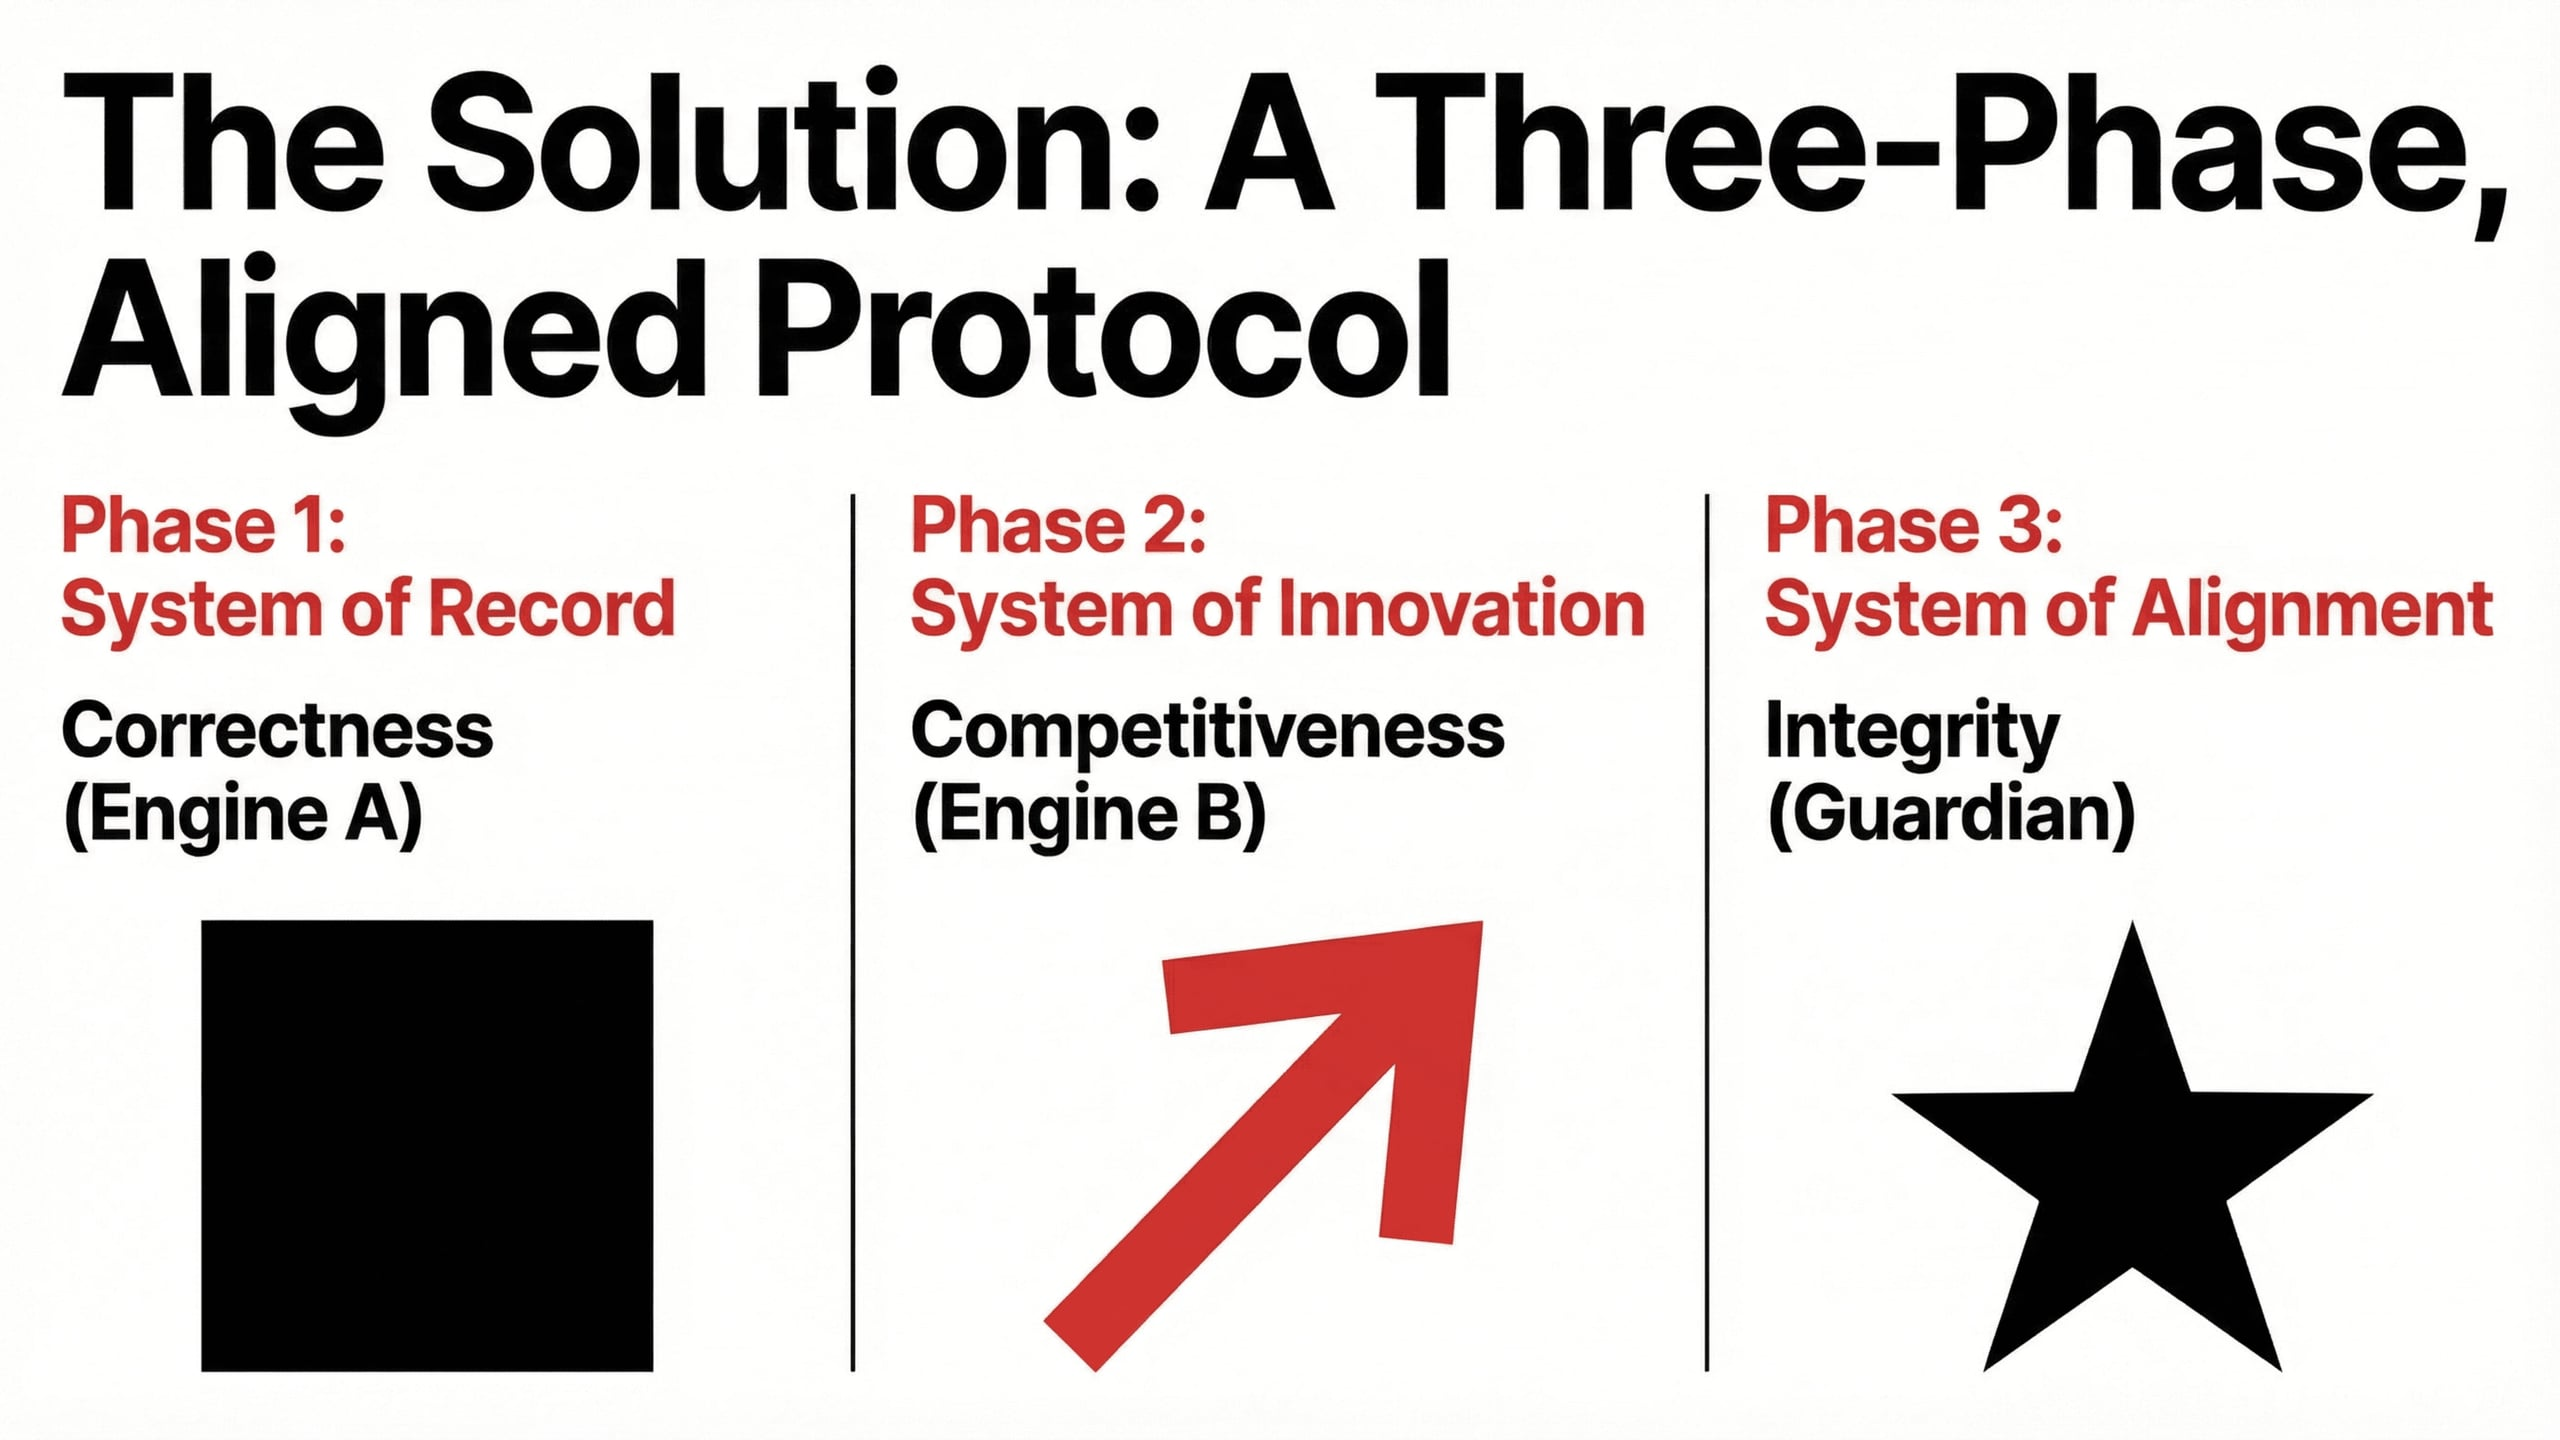 The Solution: A Three-Phase,
Aligned Protocol
Phase 1:
System of Record
Correctness
(Engine A)
Phase 2:
System of Innovation
Competitiveness
(Engine B)
Phase 3:
System of Alignment
Integrity
(Guardian)